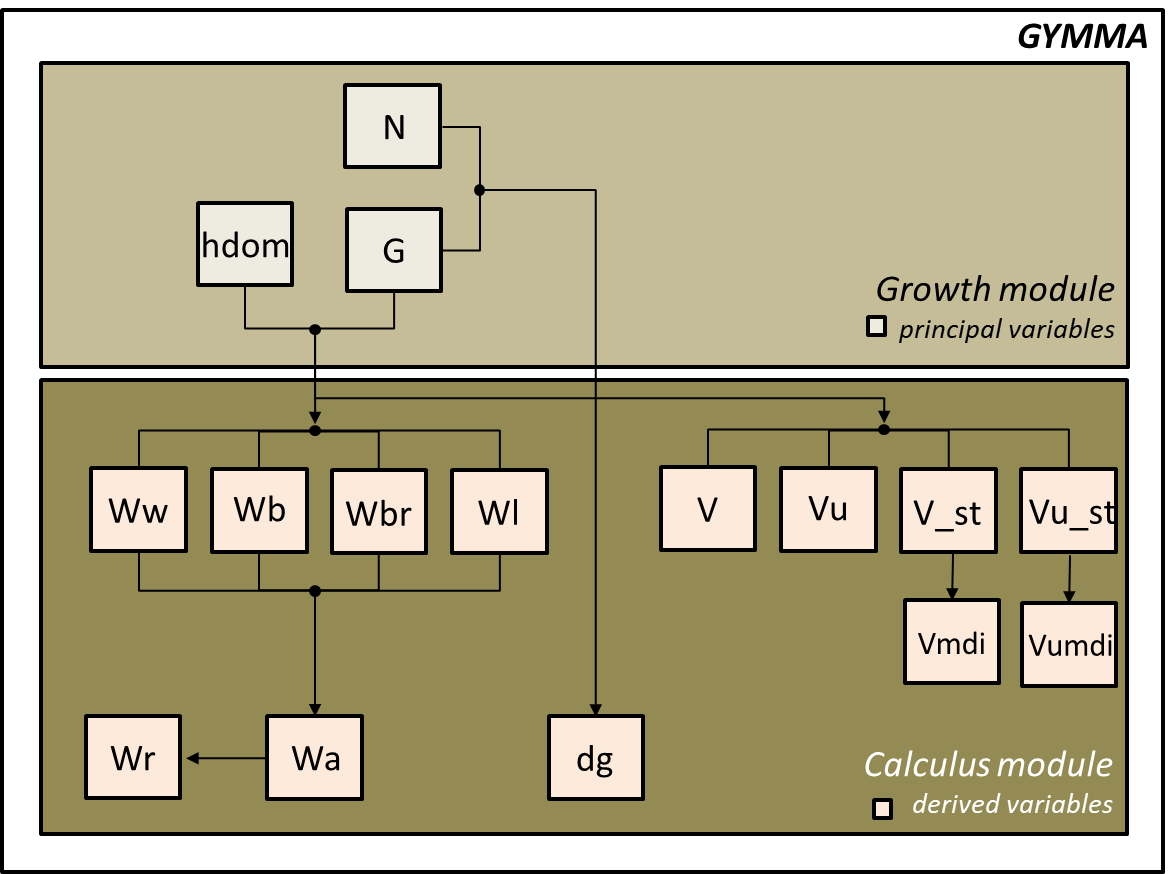 GYMMA
N
hdom
G
Growth module
principal variables
Ww
Wb
Wbr
Wl
V
Vu
V_st
Vu_st
Vmdi
Vumdi
Wr
Wa
dg
Calculus module
derived variables